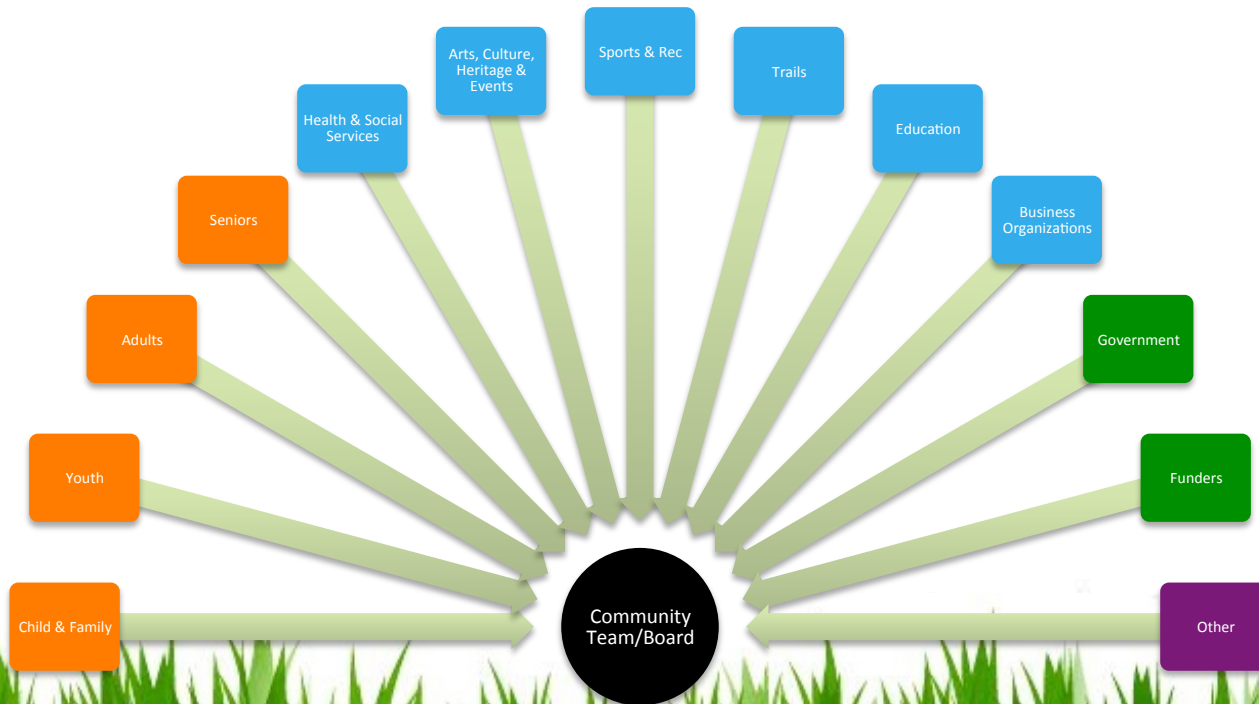 Sports & Rec
Arts, Culture,
Heritage &
Events
Trails
Health & Social
Services
Education
Seniors
Business
Organizations
Adults
Government
Youth
Funders
Child & Family
Community
Team/Board
Other